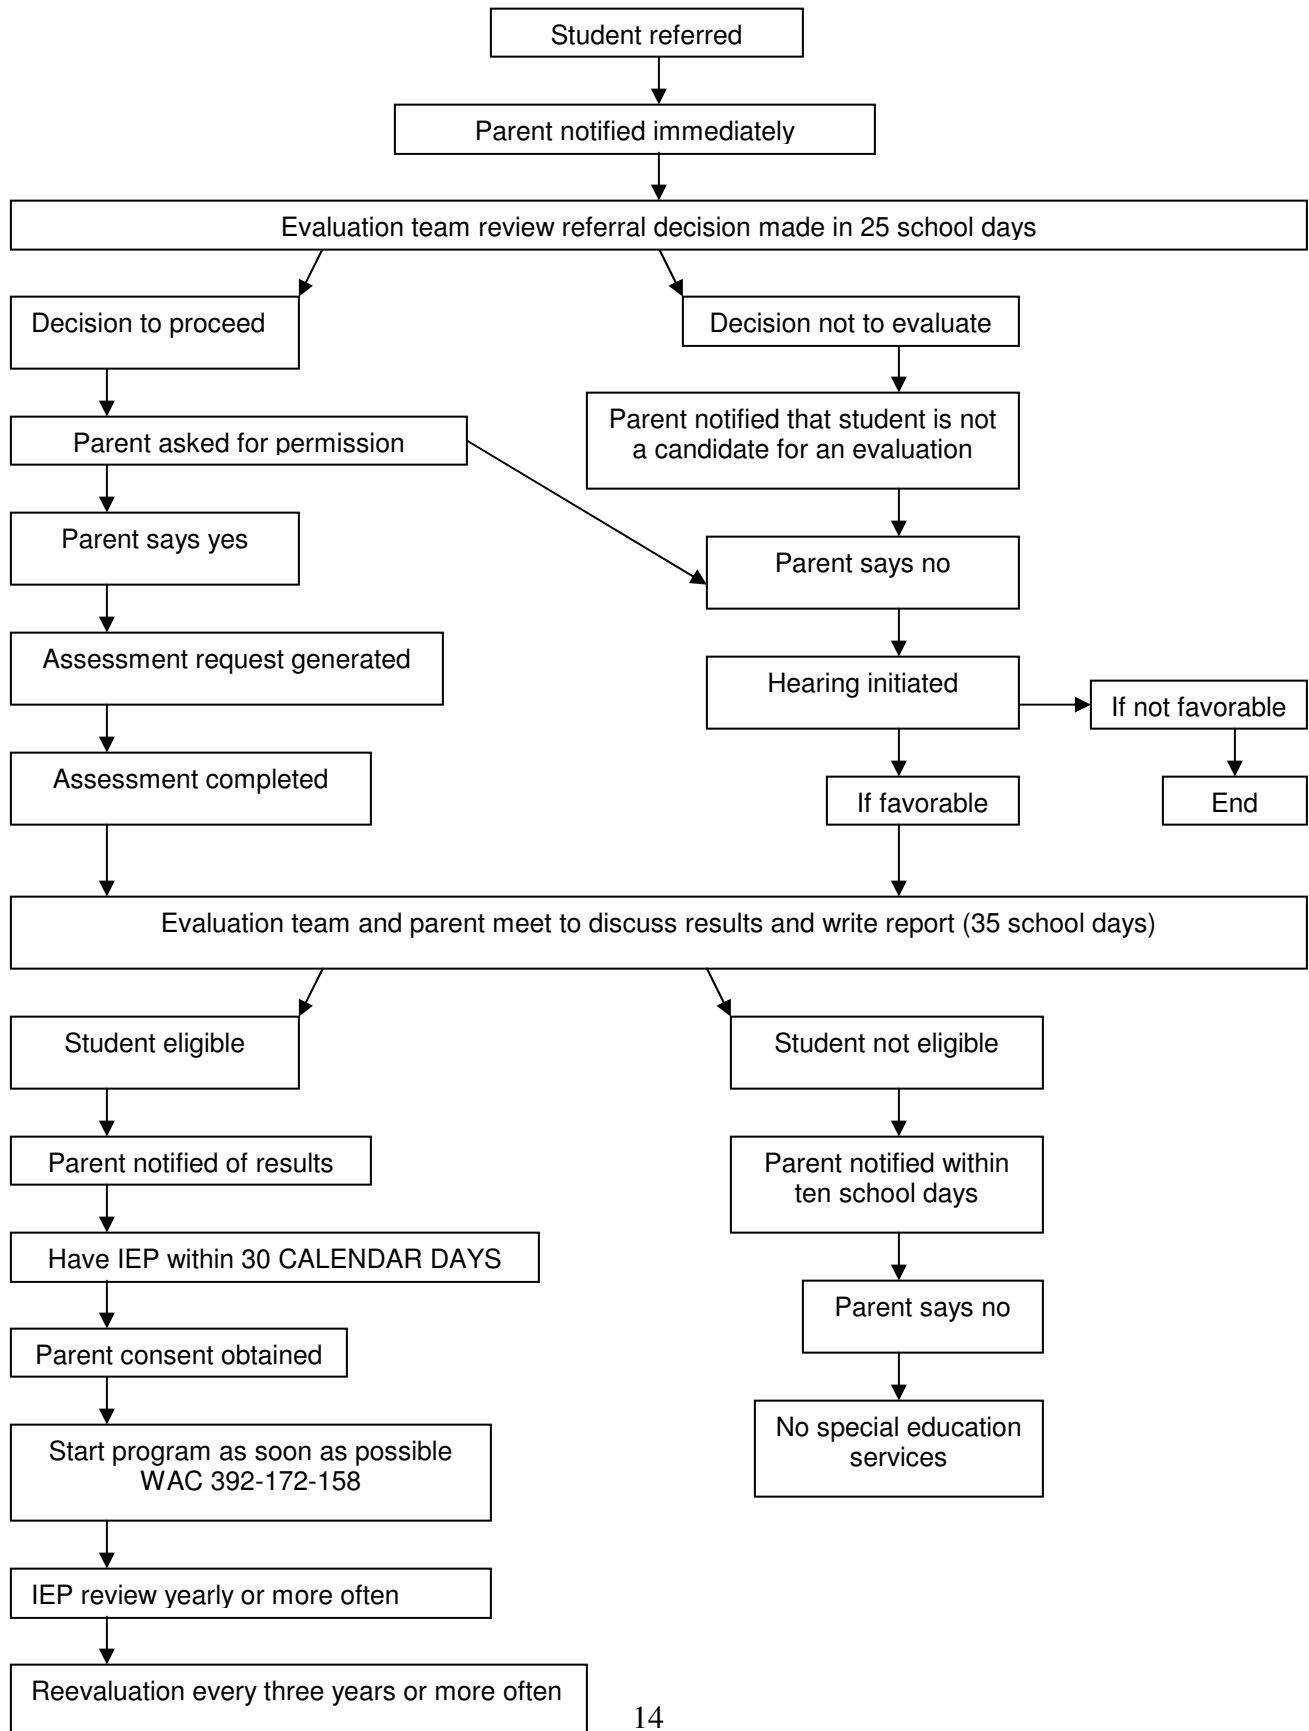 Student referred
Parent notified immediately
Evaluation team review referral decision made in 25 school days
Decision to proceed
Decision not to evaluate
Parent asked for permission
Parent notified that student is not
a candidate for an evaluation
Parent says yes
Parent says no
Assessment request generated
Hearing initiated
If not favorable
Assessment completed
If favorable
End
Evaluation team and parent meet to discuss results and write report (35 school days)
Student eligible
Student not eligible
Parent notified of results
Parent notified within
ten school days
Have IEP within 30 CALENDAR DAYS
Parent says no
Parent consent obtained
Start program as soon as possible
WAC 392-172-158
No special education
services
IEP review yearly or more often
Reevaluation every three years or more often
14